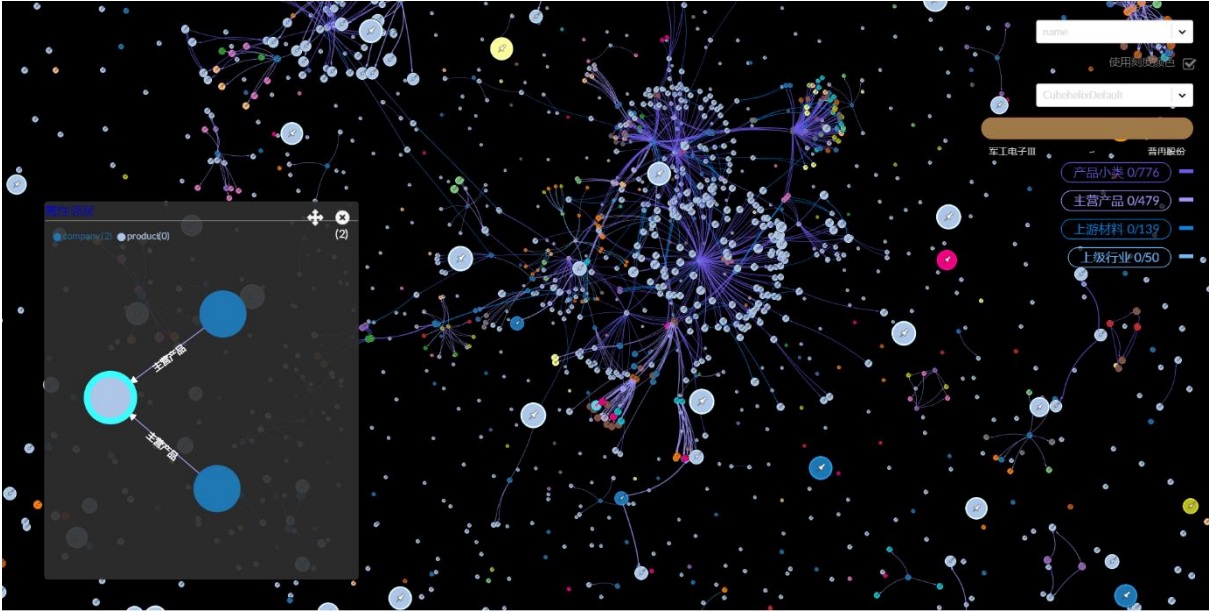 name
使用刻度颜色
CubehelixDefault
军工电子III
晋拓股份
产品小类 0/776
主营产品 0/479
上游材料 0/139
上级行业 0/50
(2)
company(2) product(0)
主营产品
主营产品